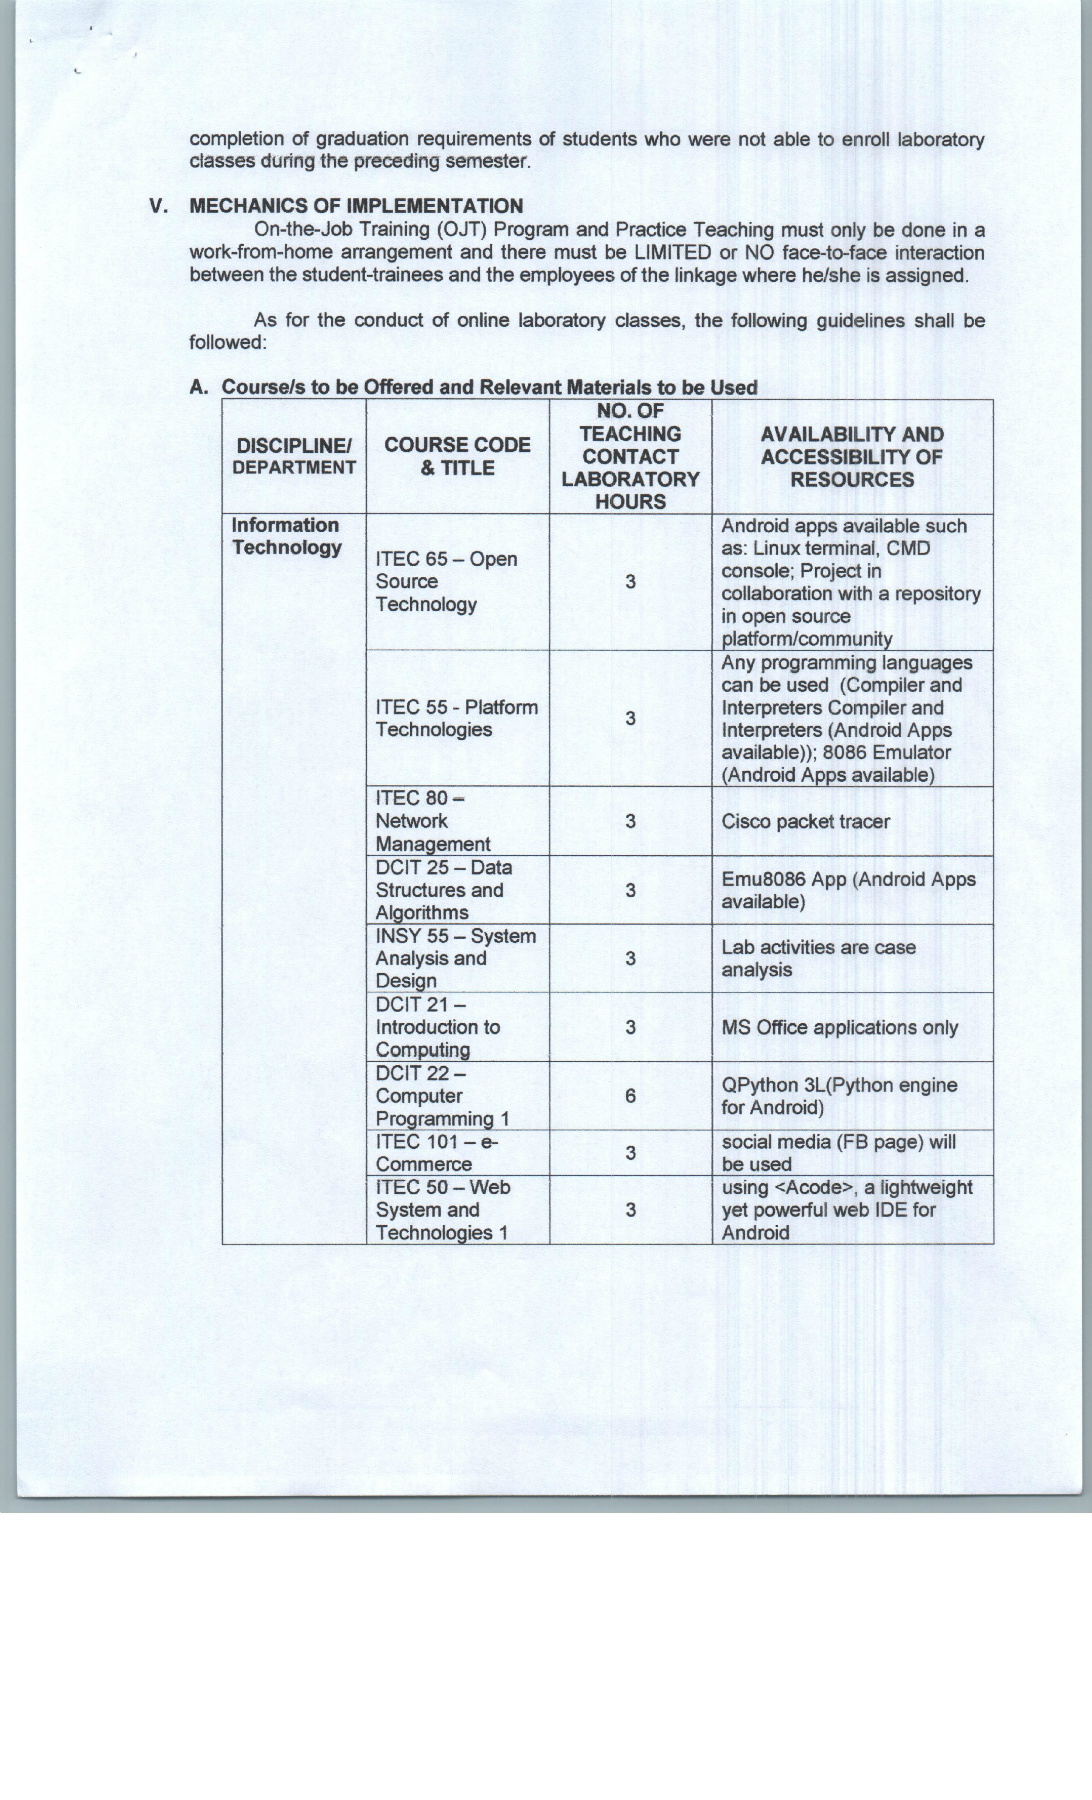 completion of graduation requirements of students who were not able to enroll laboratory
classes during the preceding semester.
V. MECHANICS OF IMPLEMENTATION
On-the-Job Training (OJT) Program and Practice Teaching must only be done in a
work-from-home arrangement and there must be LIMITED or NO face-to-face interaction
between the student-trainees and the employees of the linkage where he/she is assigned.
As for the conduct of online laboratory classes, the following guidelines shall be
followed:
A. Course/s to be Offered and Relevant Materials to be Used
DISCIPLINE/
DEPARTMENT
COURSE CODE
& TITLE
NO. OF
TEACHING
CONTACT
LABORATORY
HOURS
AVAILABILITY AND
ACCESSIBILITY OF
RESOURCES
Information
Technology
ITEC 65 – Open
Source
Technology
3
Android apps available such
as: Linux terminal, CMD
console; Project in
collaboration with a repository
in open source
platform/community
ITEC 55 - Platform
Technologies
3
Any programming languages
can be used (Compiler and
Interpreters Compiler and
Interpreters (Android Apps
available)); 8086 Emulator
(Android Apps available)
ITEC 80 –
Network
Management
3
Cisco packet tracer
DCIT 25 – Data
Structures and
Algorithms
3
Emu8086 App (Android Apps
available)
INSY 55 – System
Analysis and
Design
3
Lab activities are case
analysis
DCIT 21 –
Introduction to
Computing
3
MS Office applications only
DCIT 22 –
Computer
Programming 1
6
QPython 3L(Python engine
for Android)
ITEC 101 – e-
Commerce
3
social media (FB page) will
be used
ITEC 50 – Web
System and
Technologies 1
3
using <Acode>, a lightweight
yet powerful web IDE for
Android